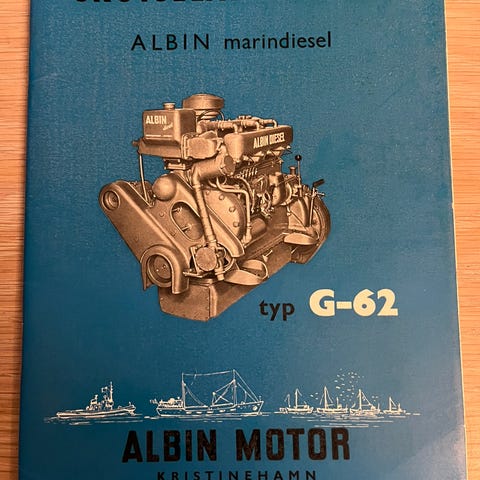 ALBIN marindiesel
ALBIN
ALBIN DIESEL
typ G-62
ALBIN MOTOR
KRISTINEHAMN